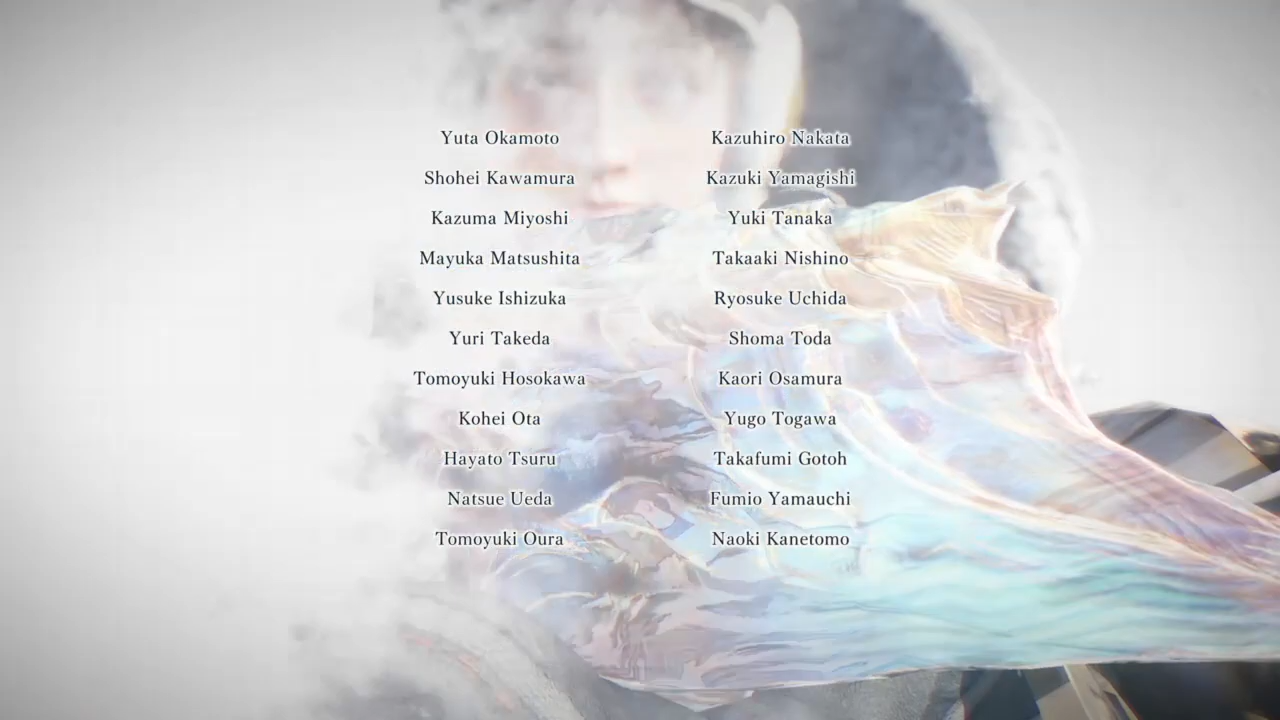 Yuta Okamoto
Shohei Kawamura
Kazuma Miyoshi
Mayuka Matsushita
Yusuke Ishizuka
Yuri Takeda
Tomoyuki Hosokawa
Kohei Ota
Hayato Tsuru
Natsue Ueda
Tomoyuki Oura
Kazuhiro Nakata
Kazuki Yamagishi
Yuki Tanaka
Takaaki Nishino
Ryosuke Uchida
Shoma Toda
Kaori Osamura
Yugo Togawa
Takafumi Gotoh
Fumio Yamauchi
Naoki Kanetomo